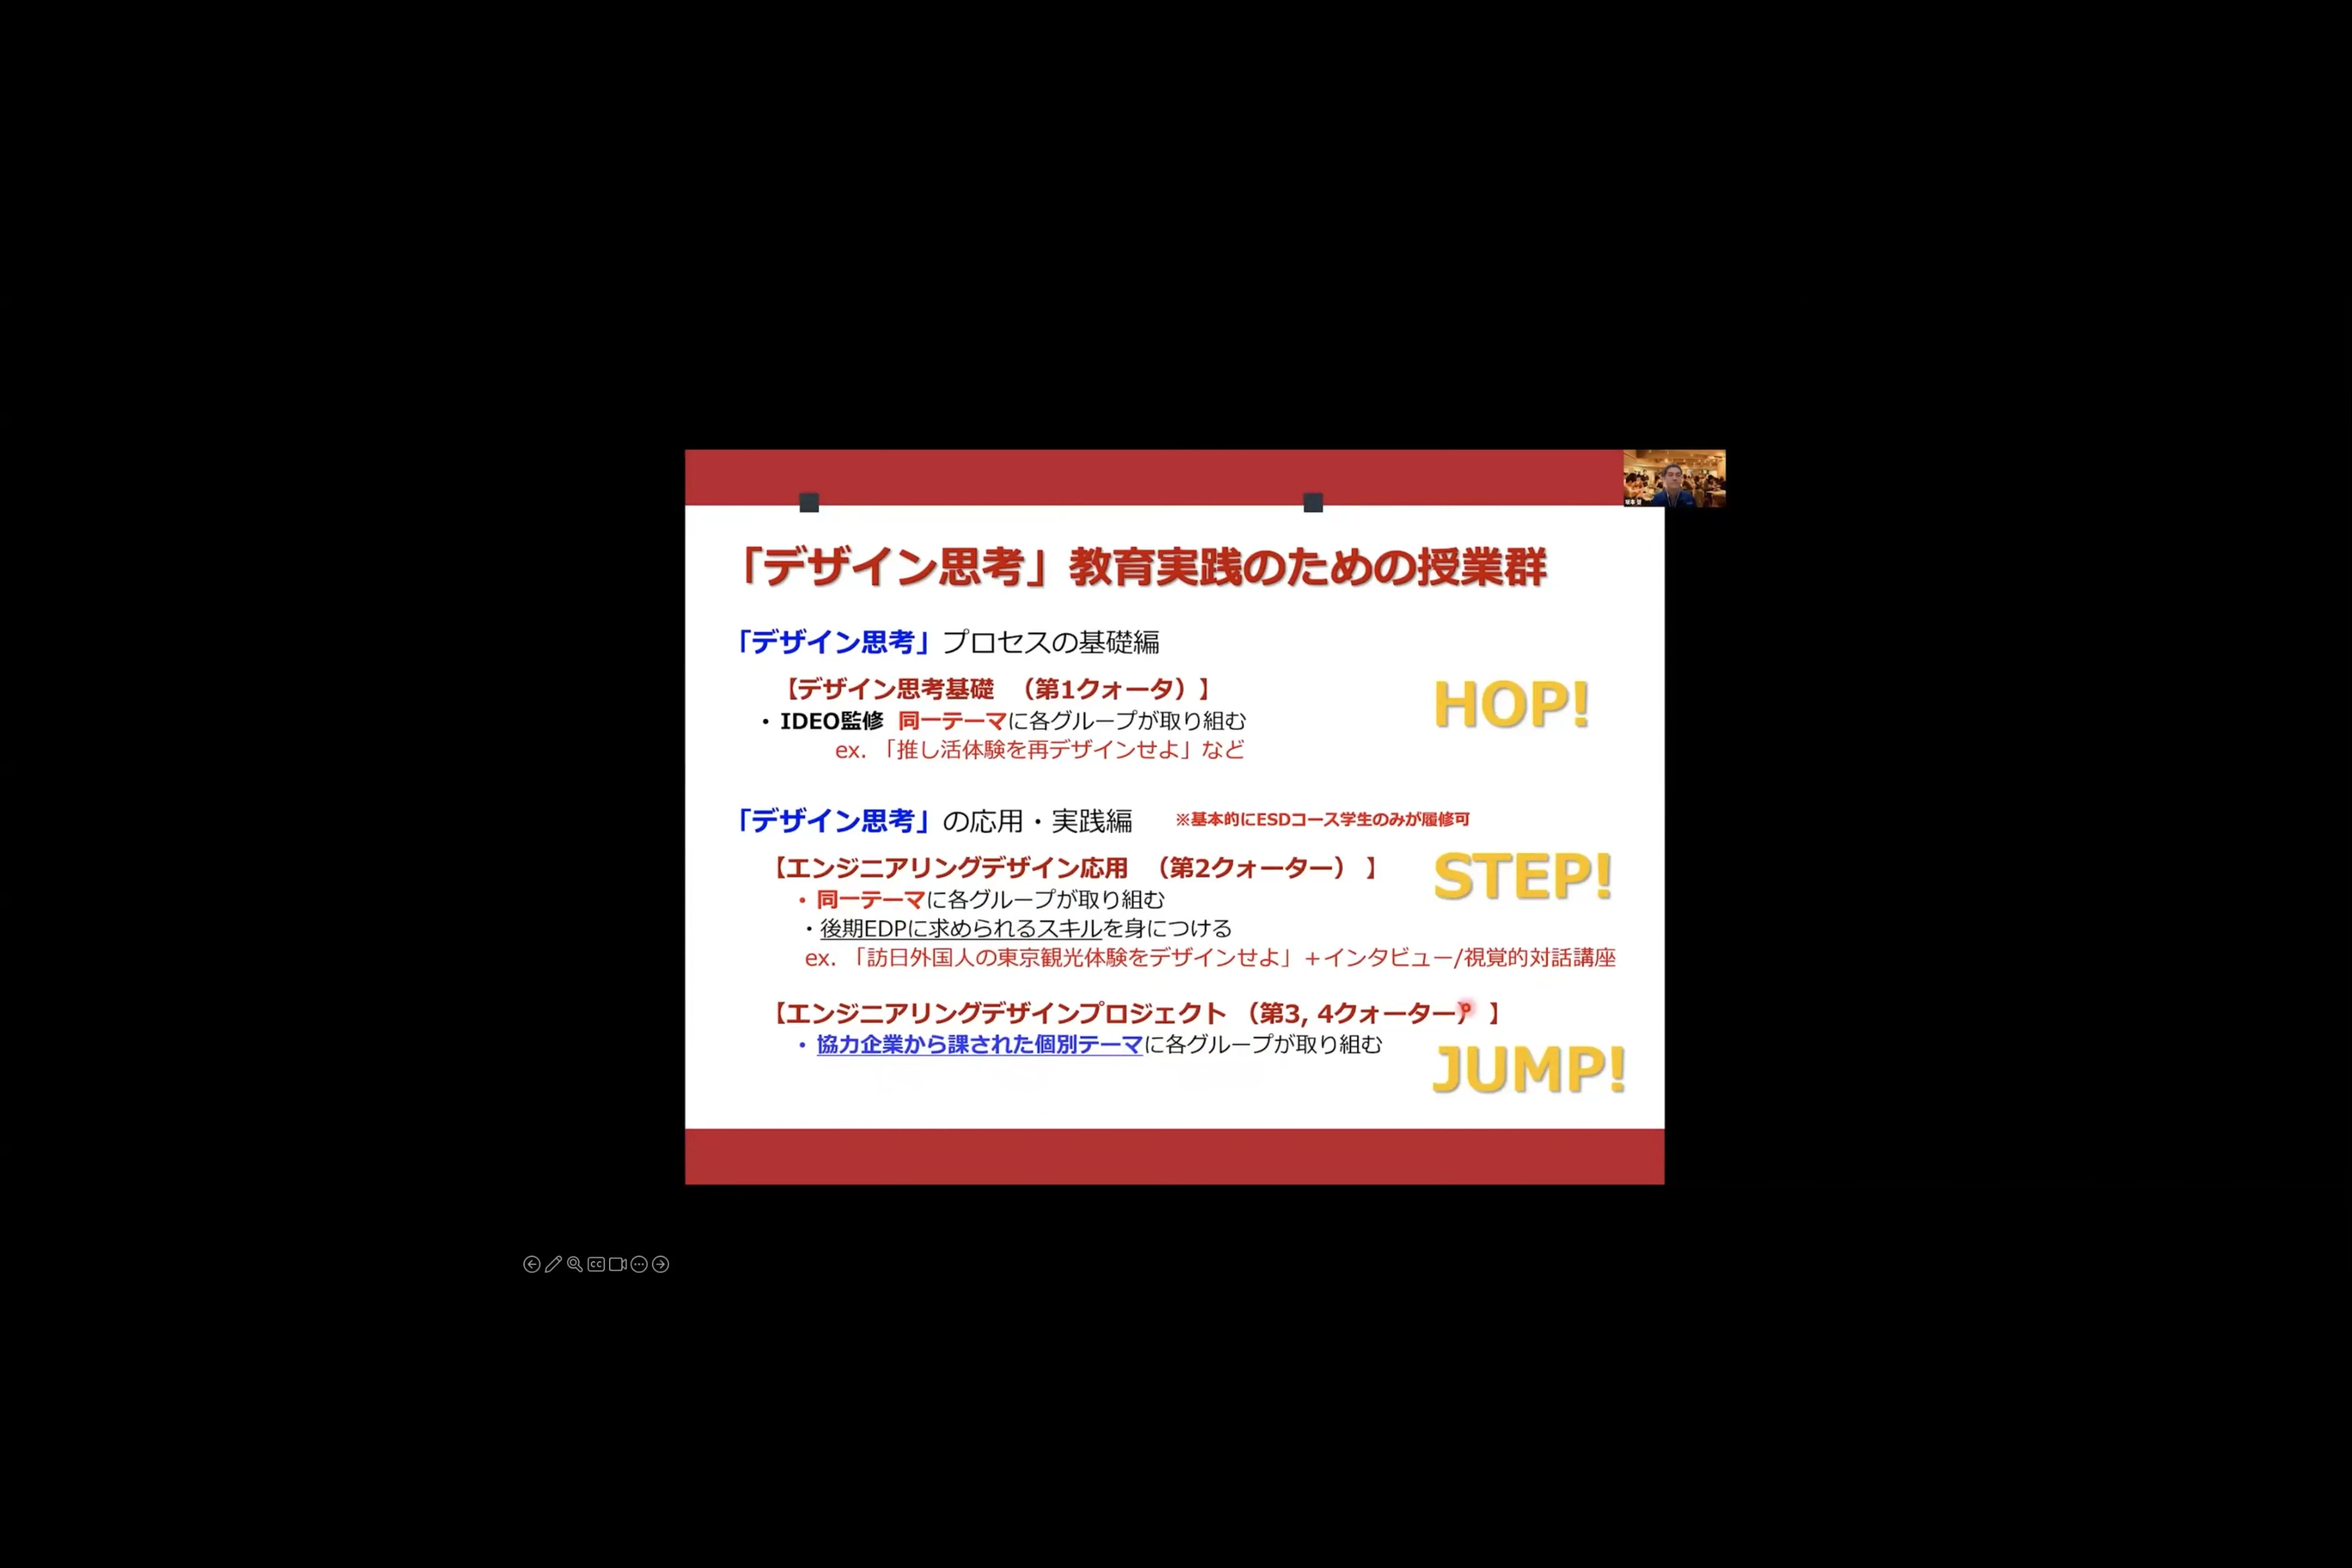 「デザイン思考」教育実践のための授業群
「デザイン思考」プロセスの基礎編
【デザイン思考基礎 （第1クォータ）】
・IDEO監修 同一テーマに各グループが取り組む
ex. 「推し活体験を再デザインせよ」など
HOP!
「デザイン思考」の応用・実践編 ※基本的にESDコース学生のみが履修可
【エンジニアリングデザイン応用 （第2クォーター） 】
・同一テーマに各グループが取り組む
・後期EDPに求められるスキルを身につける
ex. 「訪日外国人の東京観光体験をデザインせよ」＋インタビュー/視覚的対話講座
STEP!
【エンジニアリングデザインプロジェクト （第3, 4クォーター） 】
・協力企業から課された個別テーマに各グループが取り組む
JUMP!
CC